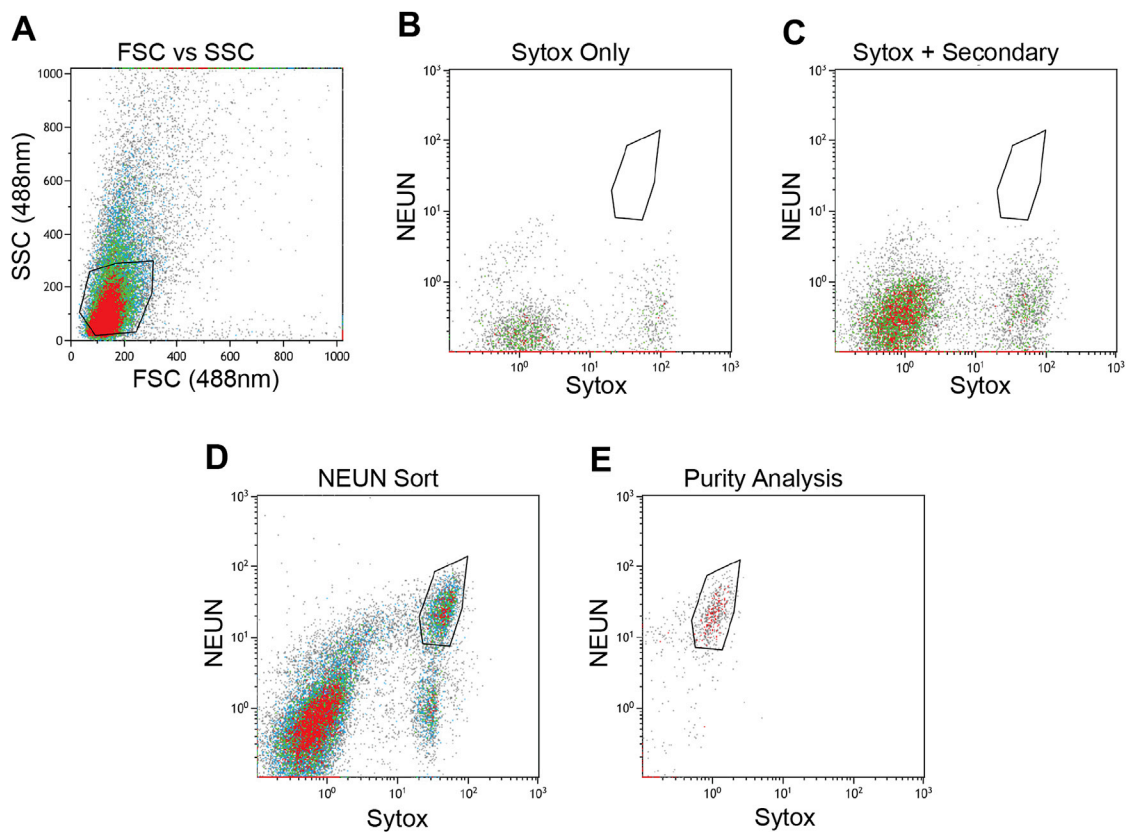 A
FSC vs SSC
1000
800
600
400
200
0
SSC (488nm)
0 200 400 600 800 1000
FSC (488nm)
B
Sytox Only
10³
10²
10¹
10⁰
NEUN
10⁰ 10¹ 10² 10³
Sytox
C
Sytox + Secondary
10³
10²
10¹
10⁰
NEUN
10⁰ 10¹ 10² 10³
Sytox
D
NEUN Sort
10³
10²
10¹
10⁰
NEUN
10⁰ 10¹ 10² 10³
Sytox
E
Purity Analysis
10³
10²
10¹
10⁰
NEUN
10⁰ 10¹ 10² 10³
Sytox